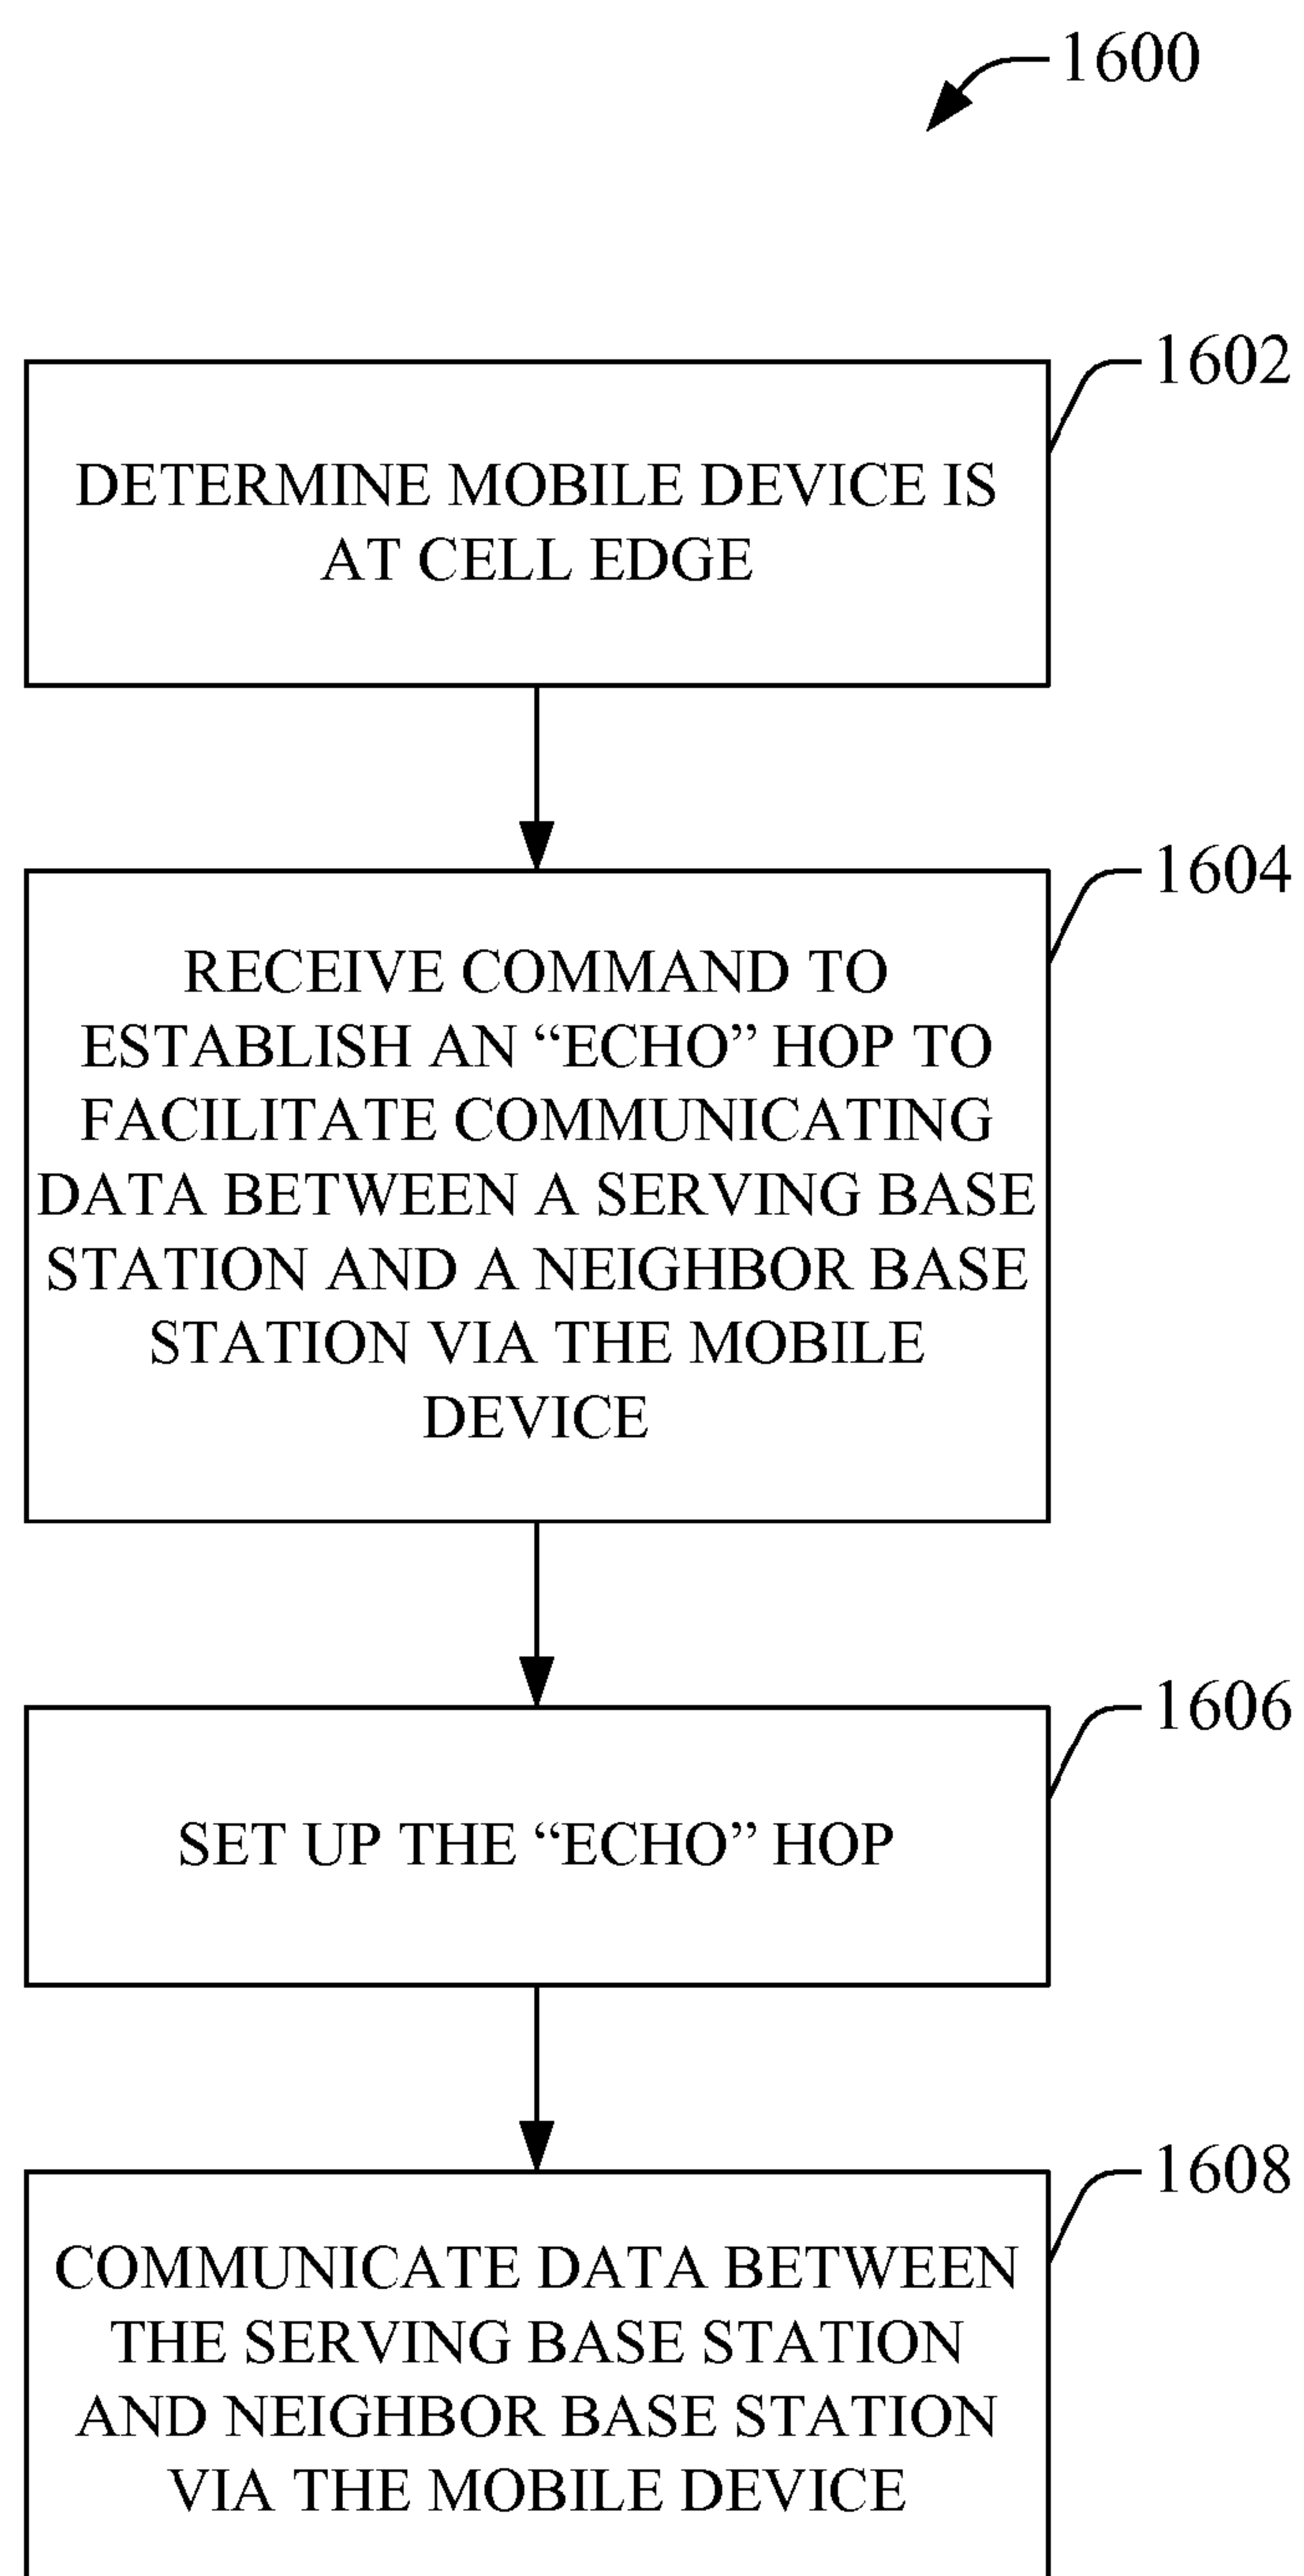 1600
1602
DETERMINE MOBILE DEVICE IS
AT CELL EDGE
1604
RECEIVE COMMAND TO
ESTABLISH AN “ECHO” HOP TO
FACILITATE COMMUNICATING
DATA BETWEEN A SERVING BASE
STATION AND A NEIGHBOR BASE
STATION VIA THE MOBILE
DEVICE
1606
SET UP THE “ECHO” HOP
1608
COMMUNICATE DATA BETWEEN
THE SERVING BASE STATION
AND NEIGHBOR BASE STATION
VIA THE MOBILE DEVICE